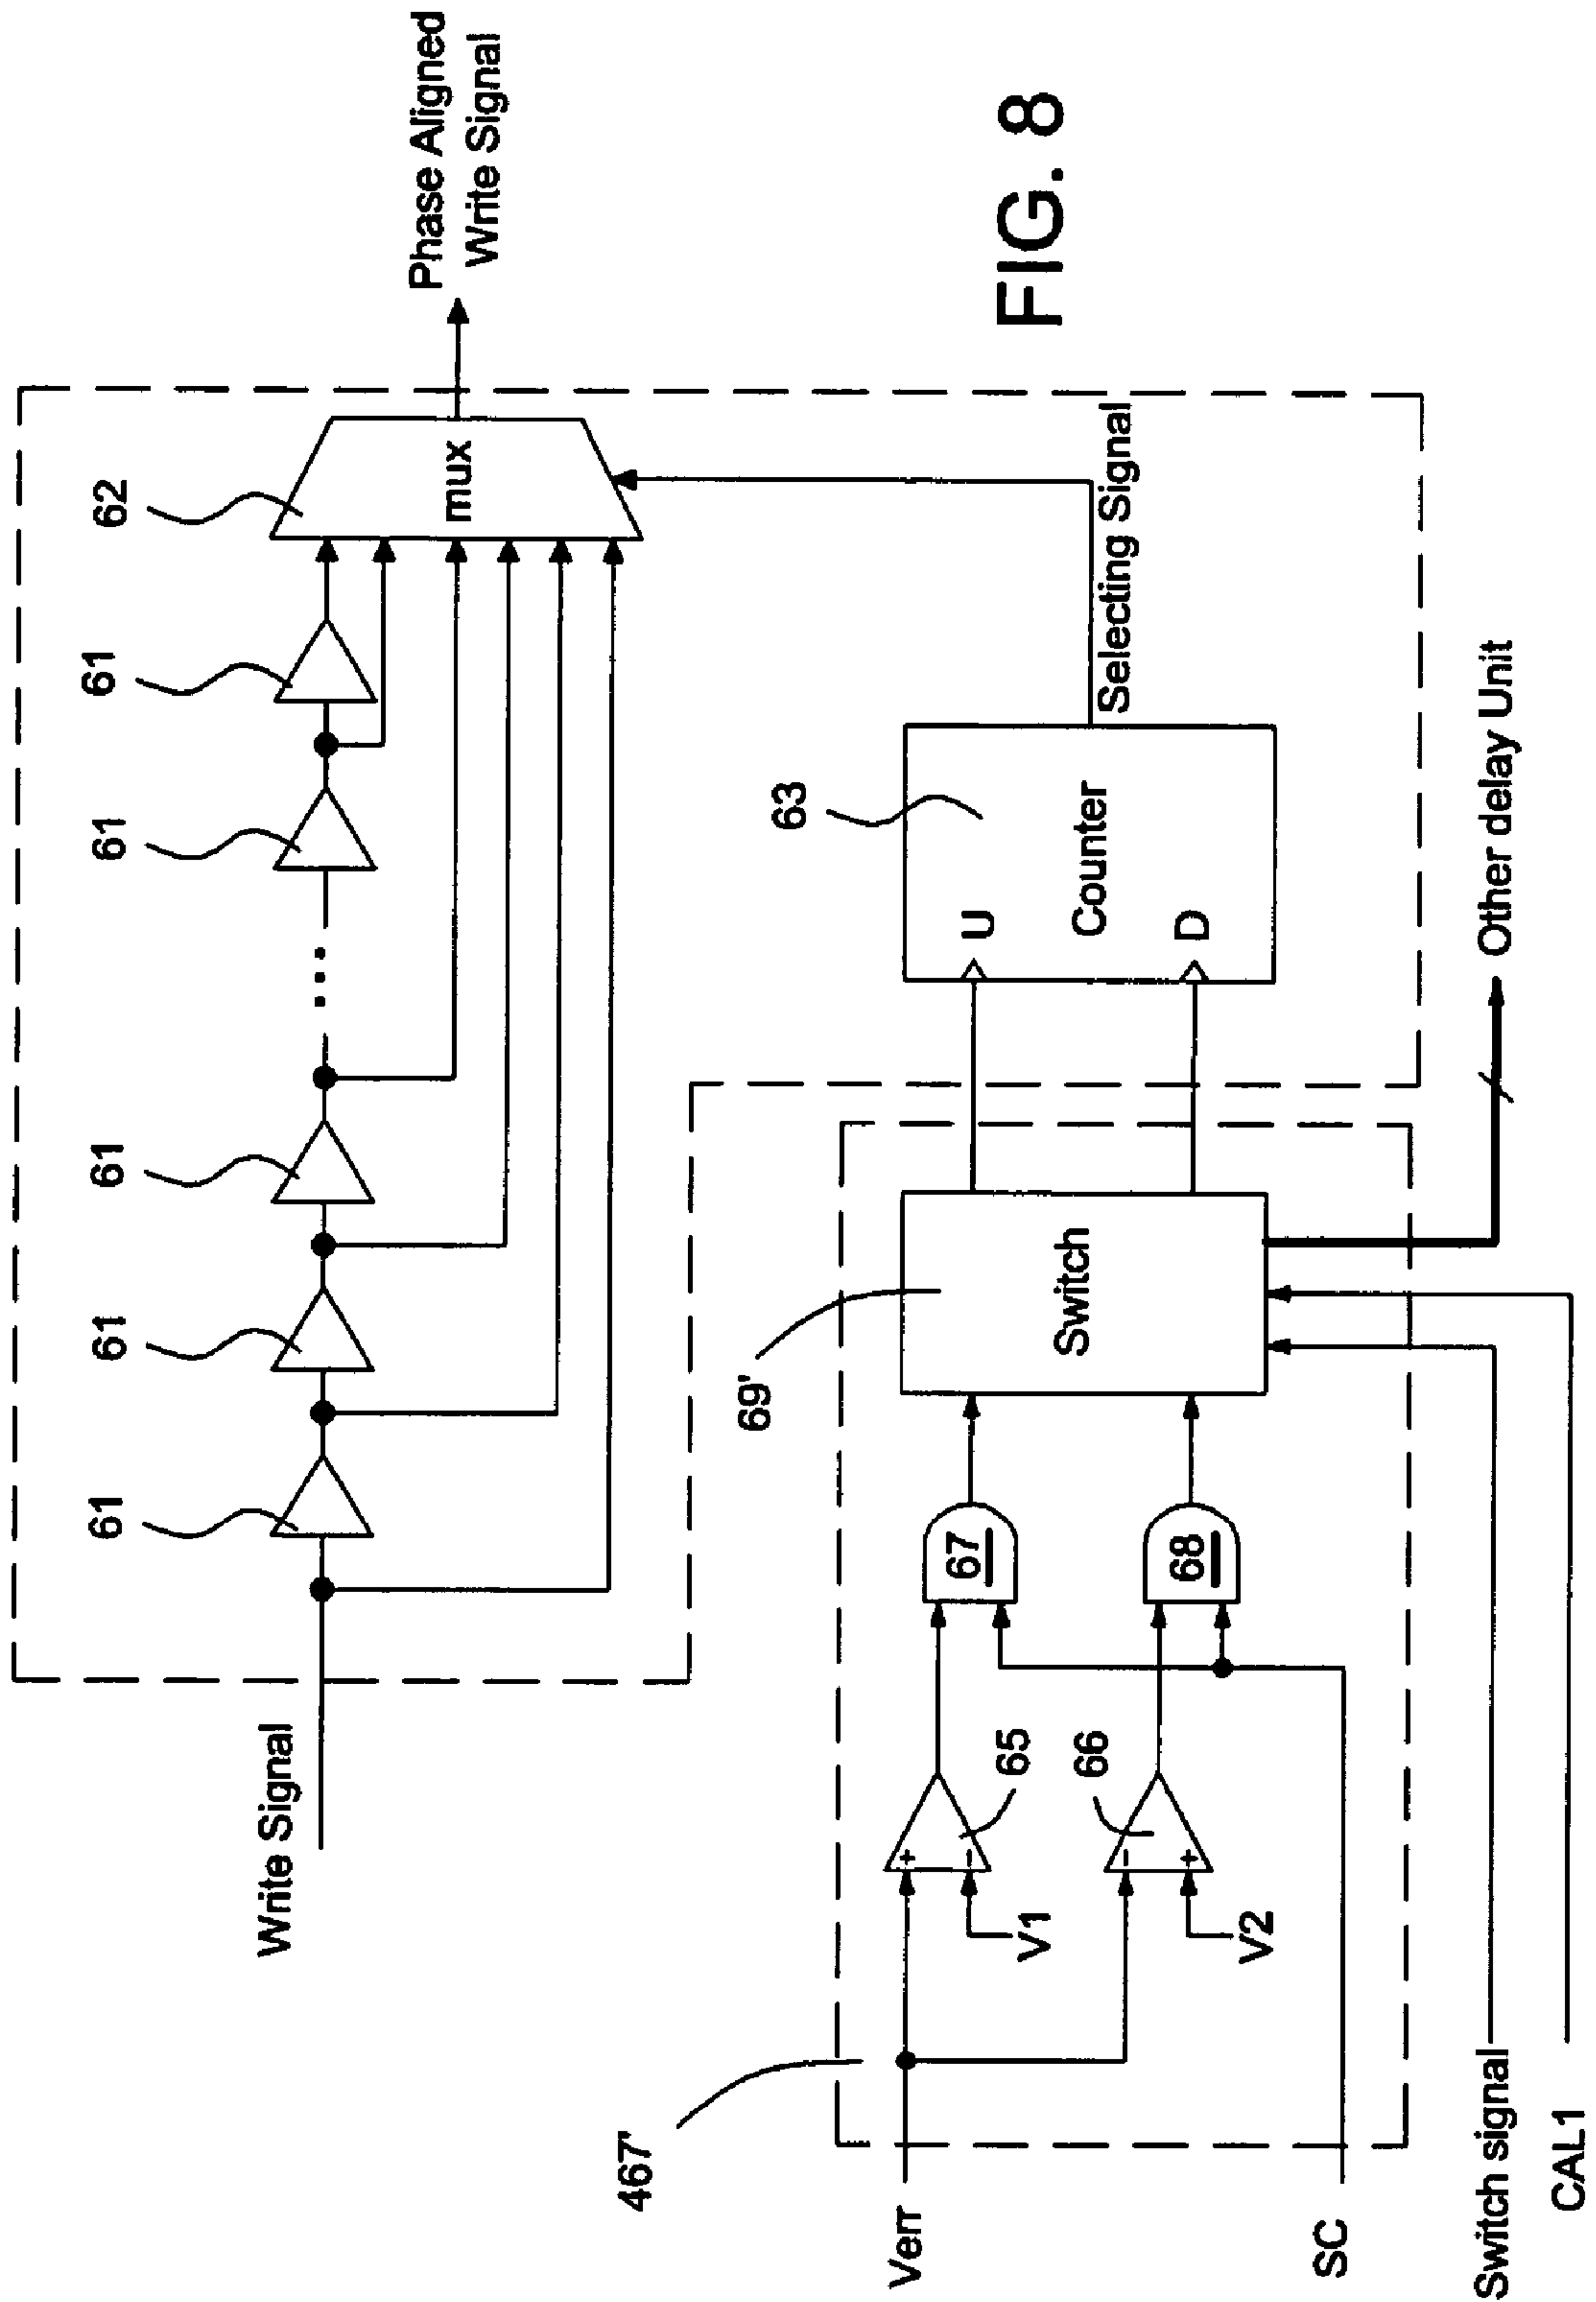 Write Signal
61
61
61
...
61
61
62
mux
Phase Aligned
Write Signal
FIG. 8
467'
Verr
V1
V2
+
−
−
+
65
66
67
68
69'
Switch
63
U
D
Counter
Selecting Signal
SC
Switch signal
CAL1
Other delay Unit